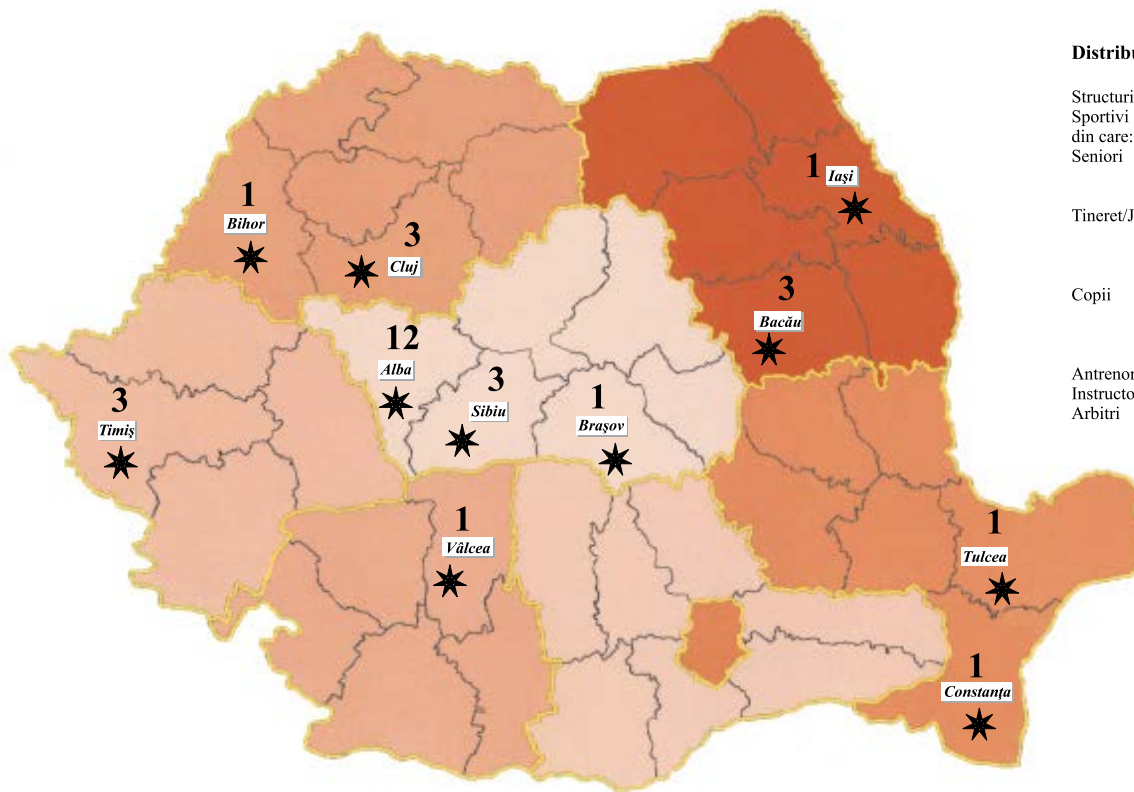 Distribu
Structuri
Sportivi
din care:
Seniori
Tineret/J
Copii
Antrenor
Instructo
Arbitri
1
Iaşi
1
Bihor
3
Cluj
3
Bacău
12
Alba
3
Sibiu
1
Braşov
3
Timiş
1
Vâlcea
1
Tulcea
1
Constanţa